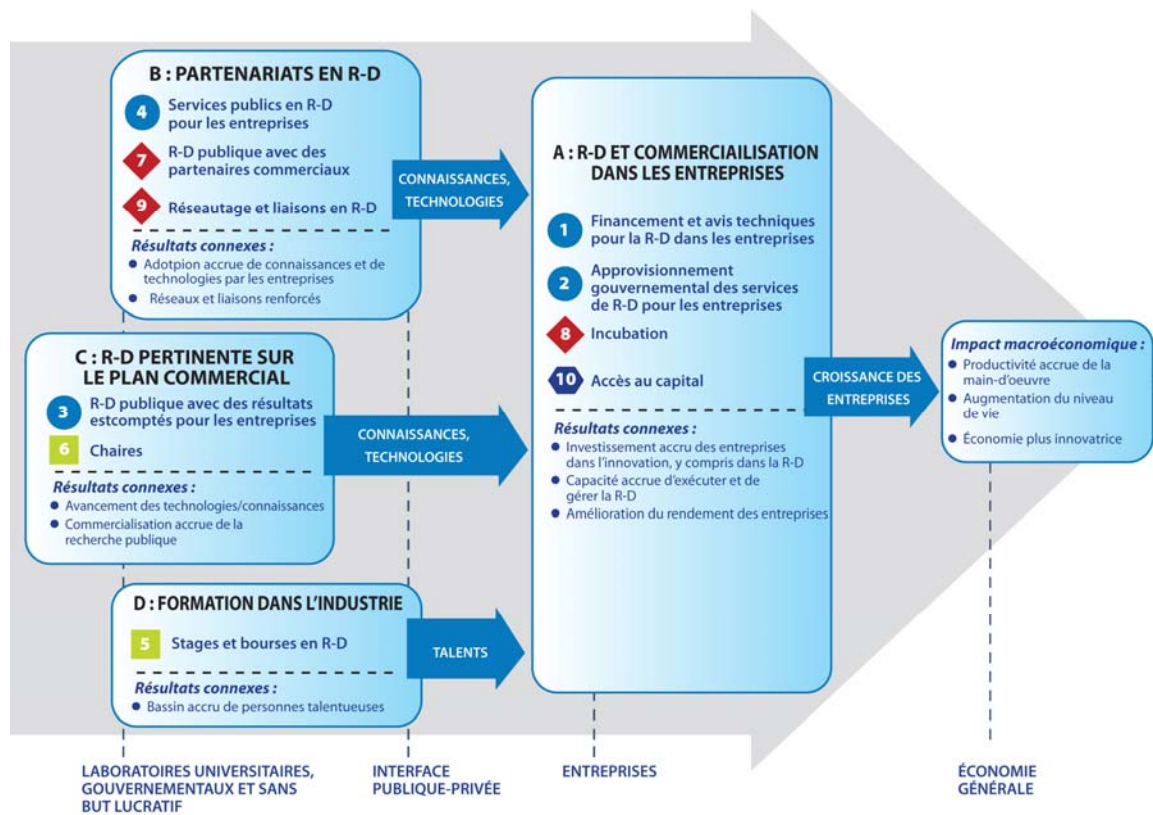 B : PARTENARIATS EN R-D
4
Services publics en R-D
pour les entreprises
7
R-D publique avec des
partenaires commerciaux
9
Réseautage et liaisons en R-D
Résultats connexes :
• Adotpion accrue de connaissances et de
technologies par les entreprises
• Réseaux et liaisons renforcés
CONNAISSANCES,
TECHNOLOGIES
C : R-D PERTINENTE SUR
LE PLAN COMMERCIAL
3
R-D publique avec des résultats
estcomptés pour les entreprises
6
Chaires
Résultats connexes :
• Avancement des technologies/connaissances
• Commercialisation accrue de la
recherche publique
CONNAISSANCES,
TECHNOLOGIES
D : FORMATION DANS L'INDUSTRIE
5
Stages et bourses en R-D
Résultats connexes :
• Bassin accru de personnes talentueuses
TALENTS
A : R-D ET COMMERCIAILISATION
DANS LES ENTREPRISES
1
Financement et avis techniques
pour la R-D dans les entreprises
2
Approvisionnement
gouvernemental des services
de R-D pour les entreprises
8
Incubation
10
Accès au capital
Résultats connexes :
• Investissement accru des entreprises
dans l'innovation, y compris dans la R-D
• Capacité accrue d'exécuter et de
gérer la R-D
• Amélioration du rendement des entreprises
CROISSANCE DES
ENTREPRISES
Impact macroéconomique :
• Productivité accrue de la
main-d'oeuvre
• Augmentation du niveau
de vie
• Économie plus innovatrice
LABORATOIRES UNIVERSITAIRES,
GOUVERNEMENTAUX ET SANS
BUT LUCRATIF
INTERFACE
PUBLIQUE-PRIVÉE
ENTREPRISES
ÉCONOMIE
GÉNÉRALE